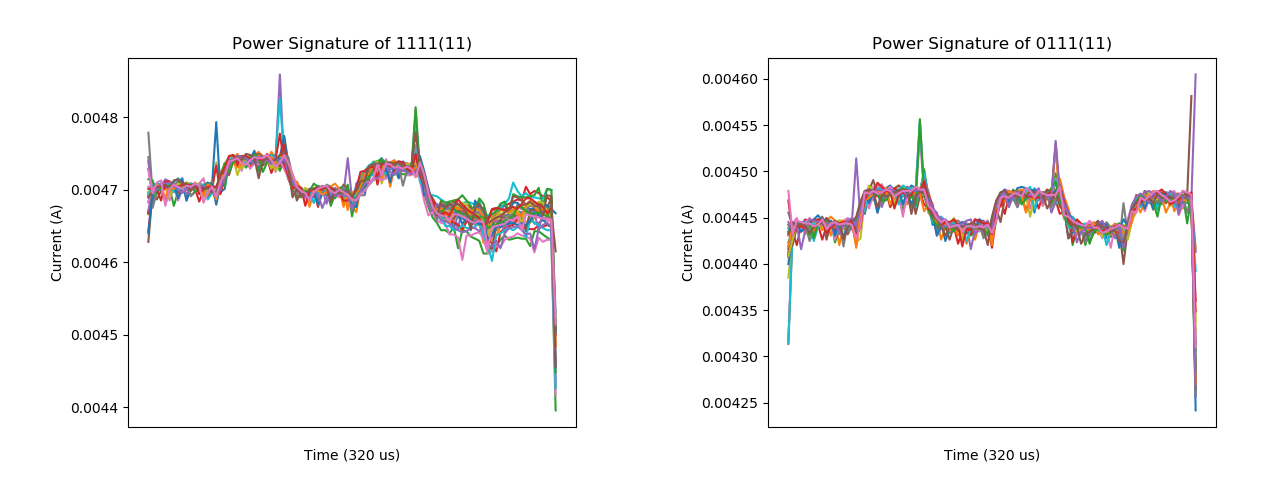 Power Signature of 1111(11)
Current (A)
0.0048
0.0047
0.0046
0.0045
0.0044
Time (320 us)
Power Signature of 0111(11)
Current (A)
0.00460
0.00455
0.00450
0.00445
0.00440
0.00435
0.00430
0.00425
Time (320 us)